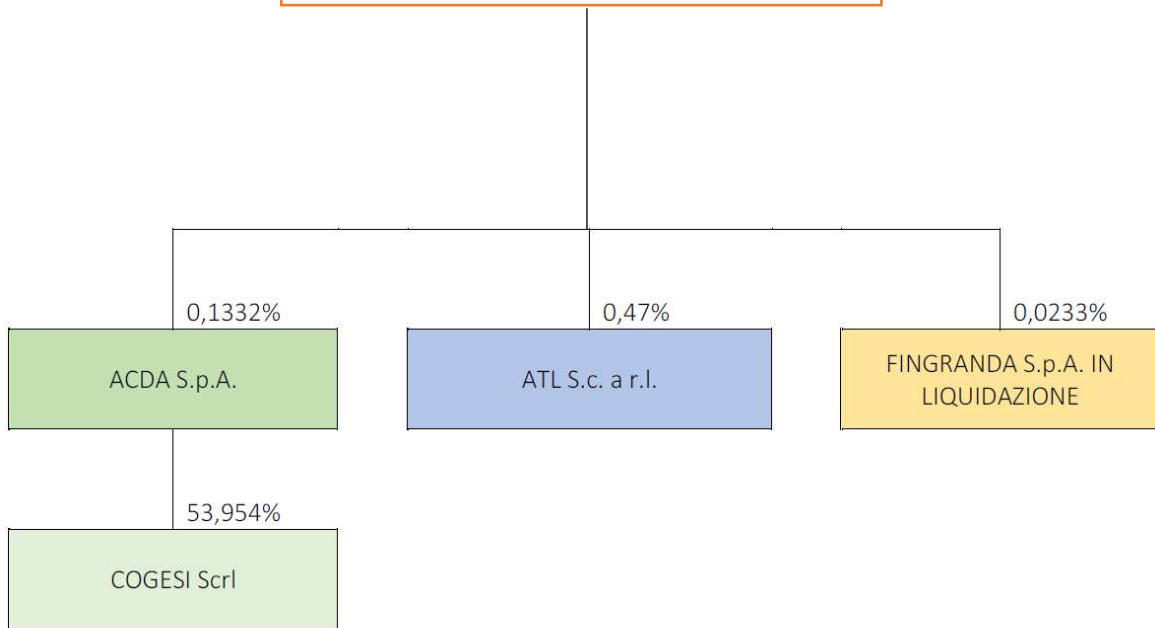 0,1332%
0,47%
0,0233%
ACDA S.p.A.
ATL S.c. a r.l.
FINGRANDA S.p.A. IN
LIQUIDAZIONE
53,954%
COGESI Scrl